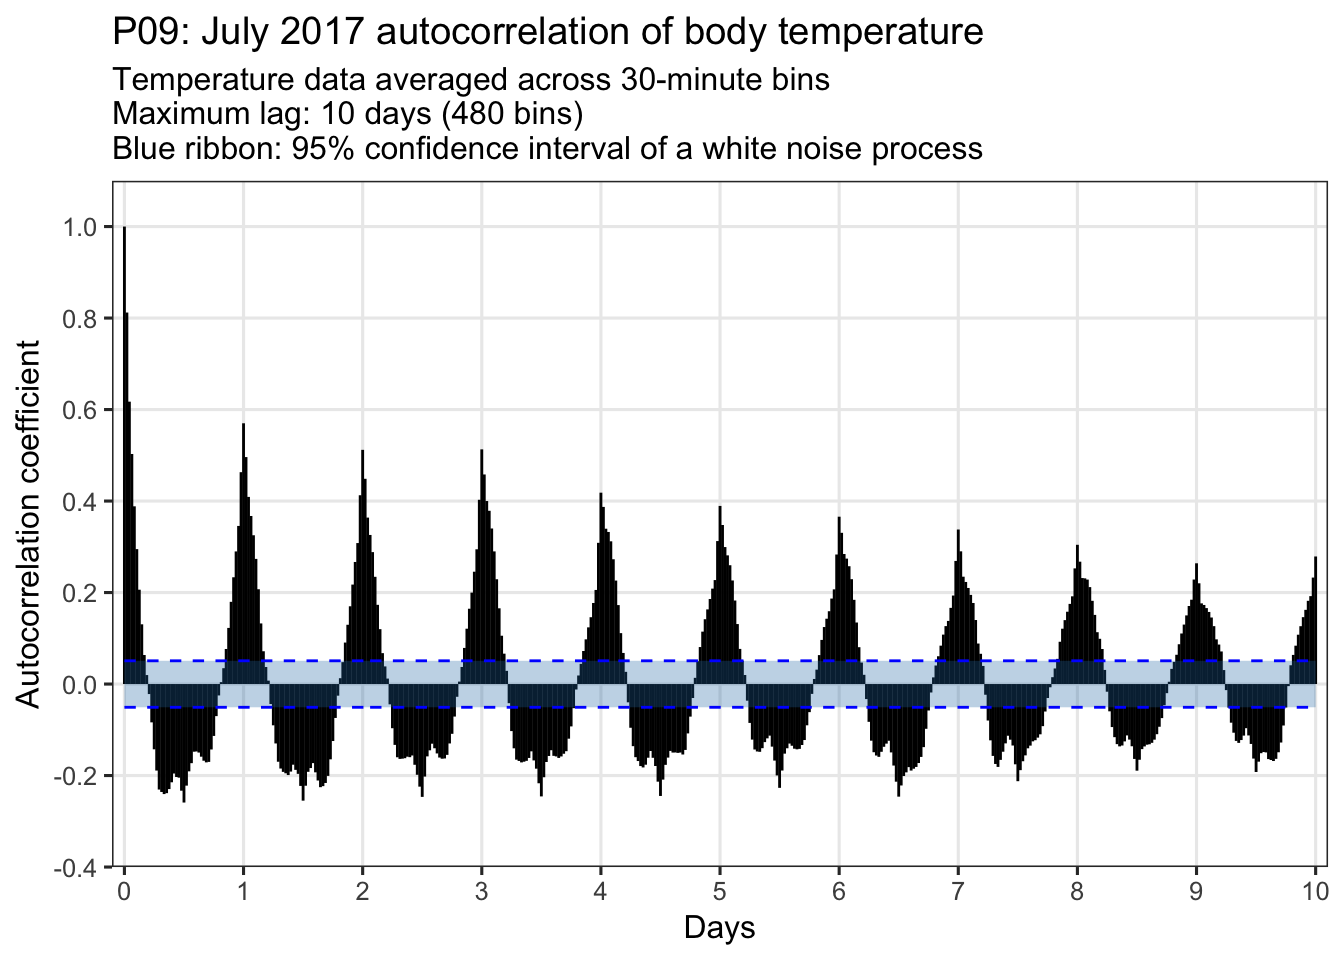 P09: July 2017 autocorrelation of body temperature
Temperature data averaged across 30-minute bins
Maximum lag: 10 days (480 bins)
Blue ribbon: 95% confidence interval of a white noise process
Autocorrelation coefficient
1.0
0.8
0.6
0.4
0.2
0.0
-0.2
-0.4
0 1 2 3 4 5 6 7 8 9 10
Days